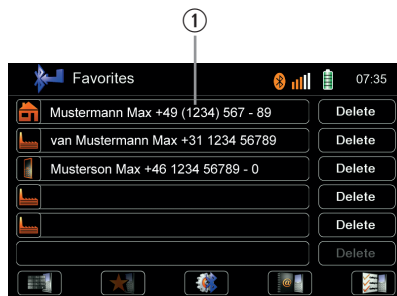 1
Favorites 07:35
Mustermann Max +49 (1234) 567 - 89 Delete
van Mustermann Max +31 1234 56789 Delete
Musterson Max +46 1234 56789 - 0 Delete
Delete
Delete
Delete
@